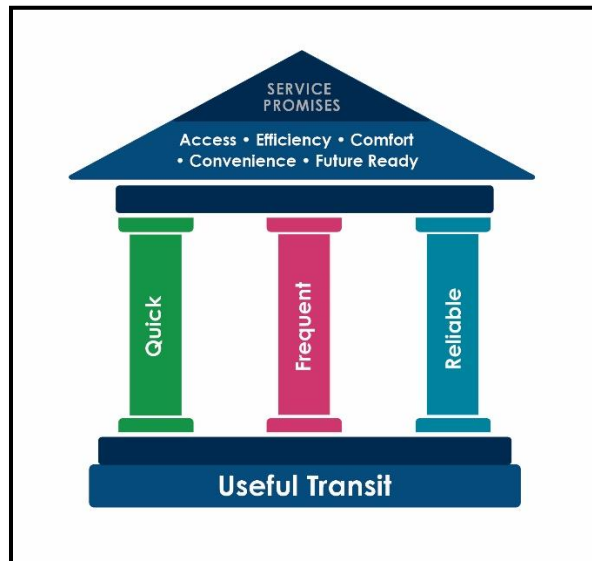 SERVICE
PROMISES
Access • Efficiency • Comfort
• Convenience • Future Ready
Quick
Frequent
Reliable
Useful Transit